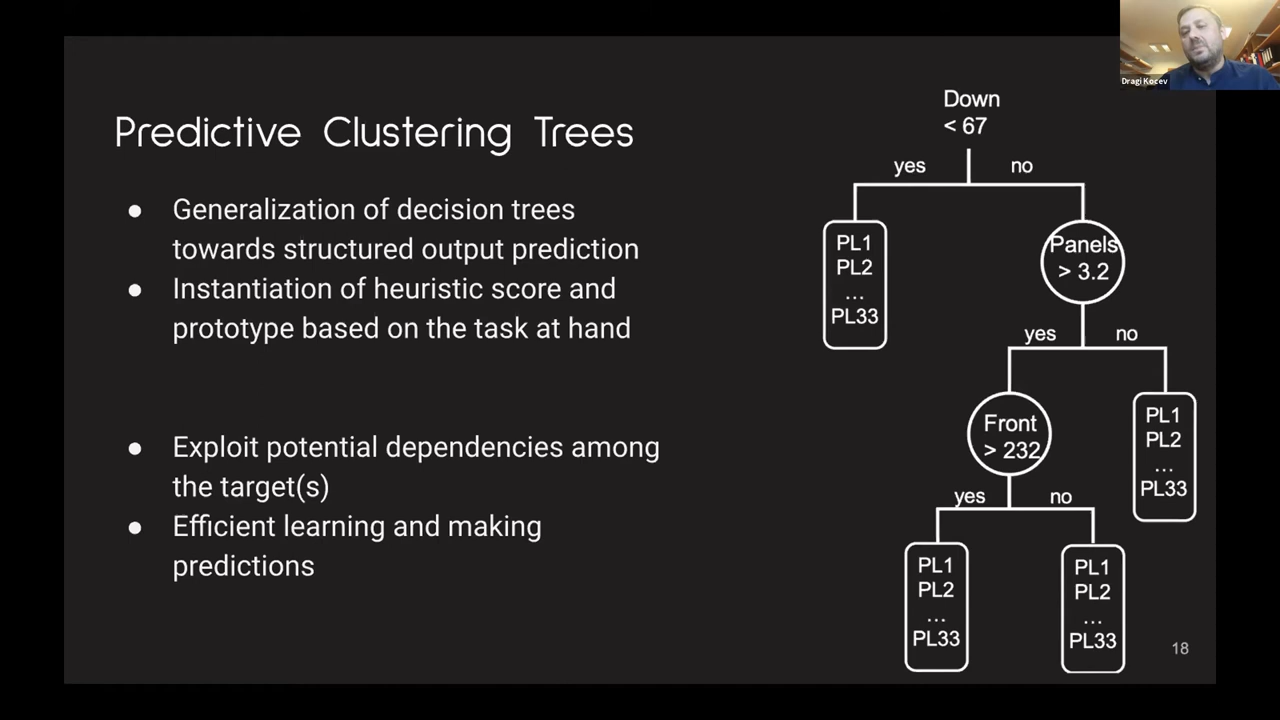 Dragi Kocev
Predictive Clustering Trees
● Generalization of decision trees
towards structured output prediction
● Instantiation of heuristic score and
prototype based on the task at hand
● Exploit potential dependencies among
the target(s)
● Efficient learning and making
predictions
Down
< 67
yes
no
PL1
PL2
...
PL33
Panels
> 3.2
yes
no
Front
> 232
PL1
PL2
...
PL33
yes
no
PL1
PL2
...
PL33
PL1
PL2
...
PL33
18